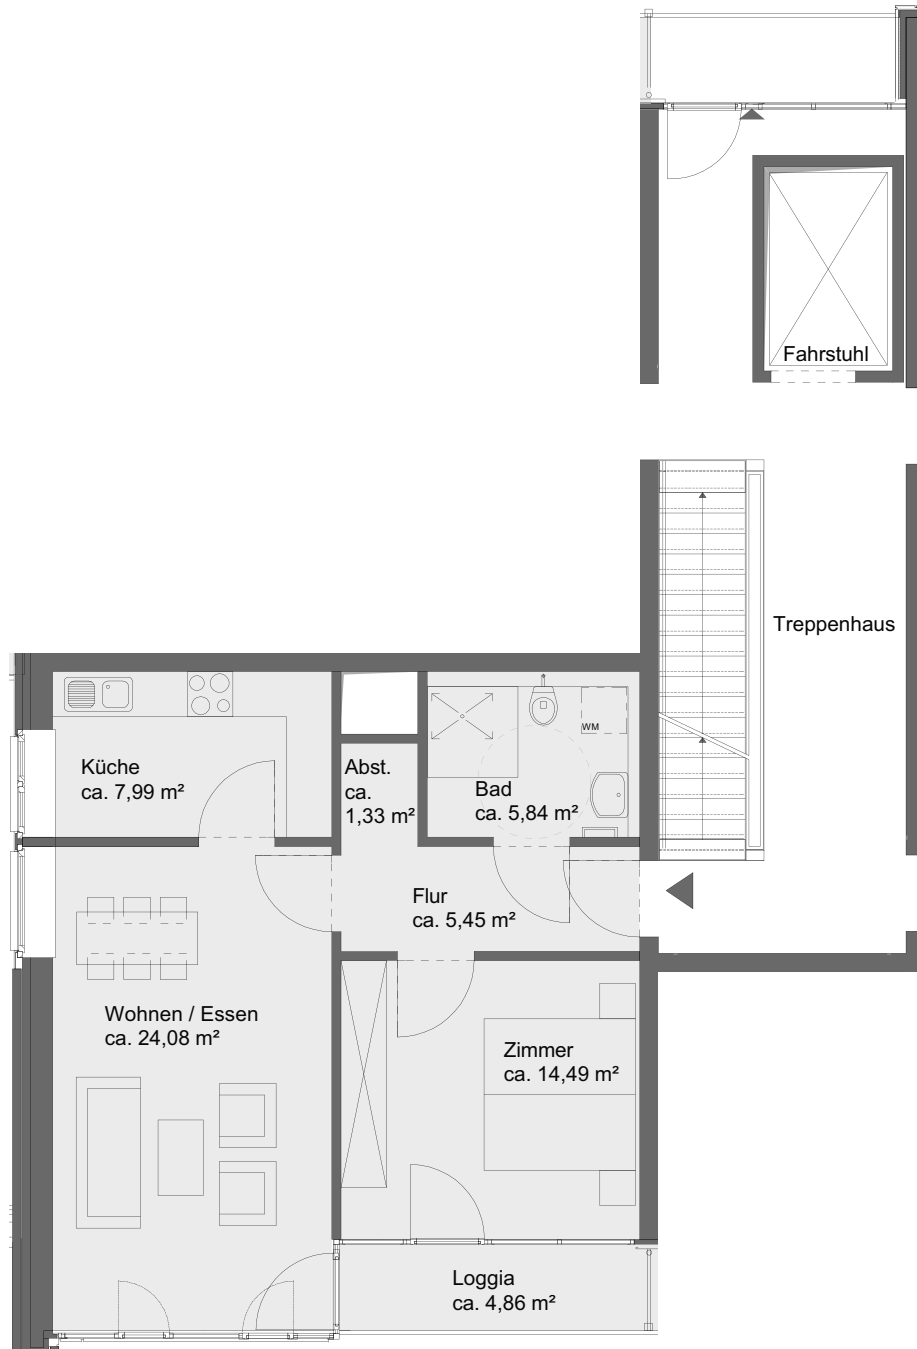 Fahrstuhl
Treppenhaus
Küche
ca. 7,99 m²
Abst.
ca.
1,33 m²
WM
Bad
ca. 5,84 m²
Flur
ca. 5,45 m²
Wohnen / Essen
ca. 24,08 m²
Zimmer
ca. 14,49 m²
Loggia
ca. 4,86 m²